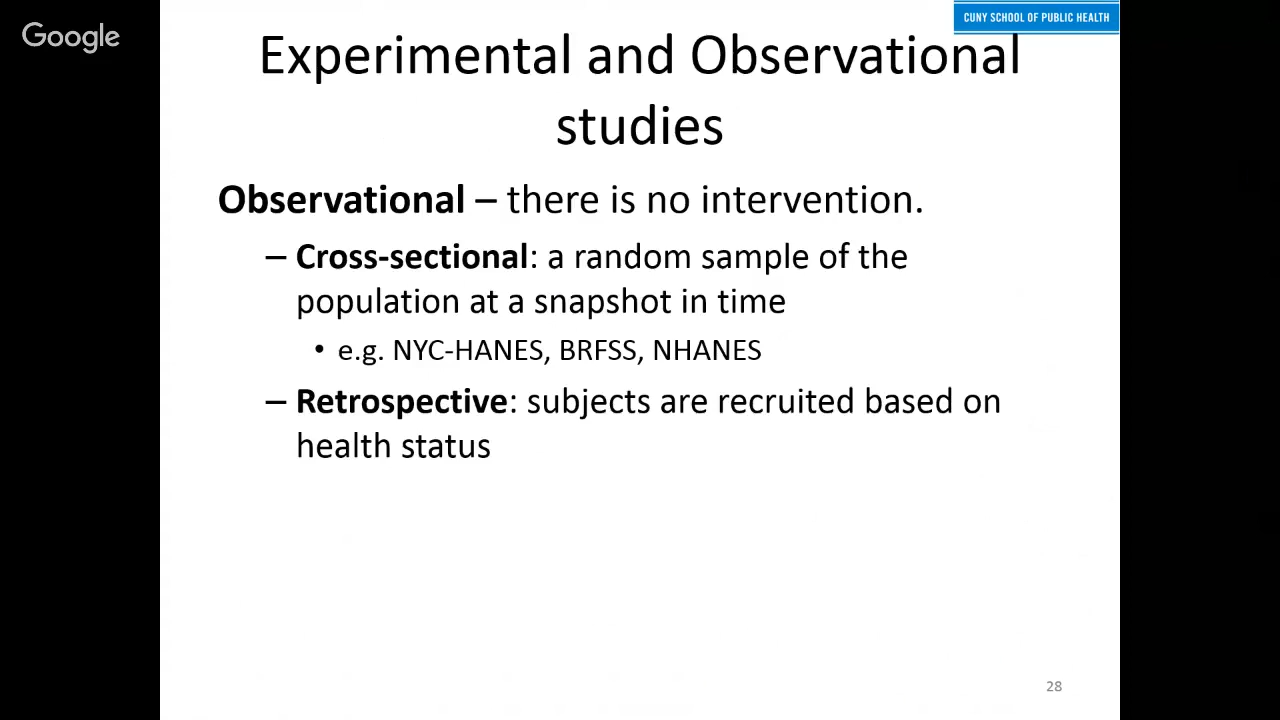 Google
CUNY SCHOOL OF PUBLIC HEALTH
Experimental and Observational
studies
Observational – there is no intervention.
– Cross-sectional: a random sample of the
population at a snapshot in time
• e.g. NYC-HANES, BRFSS, NHANES
– Retrospective: subjects are recruited based on
health status
28